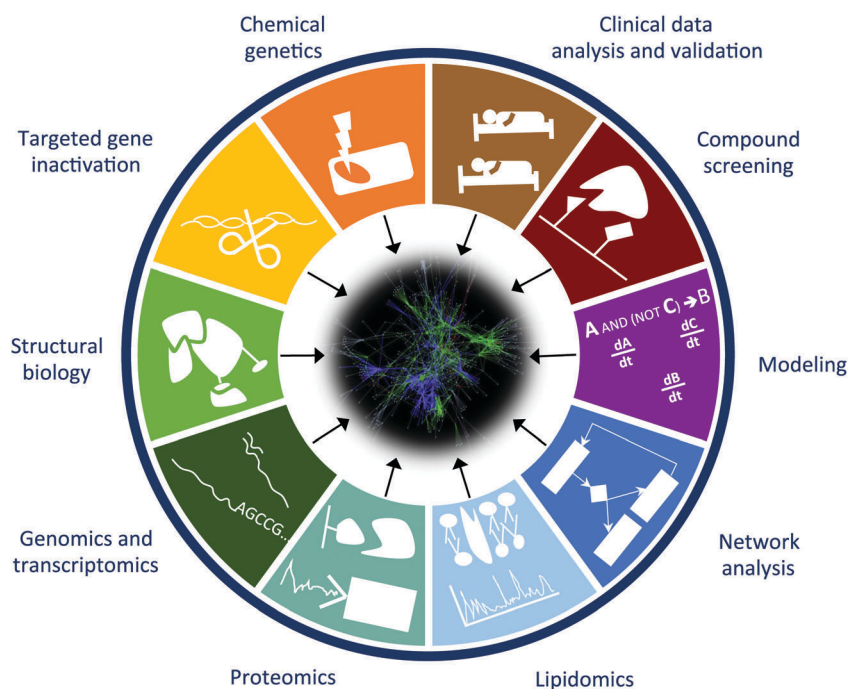 Chemical
genetics
Clinical data
analysis and validation
Targeted gene
inactivation
Compound
screening
Structural
biology
A AND (NOT C) ➔ B
dA
dt
dC
dt
dB
dt
Modeling
Genomics and
transcriptomics
AGCCG...
Network
analysis
Proteomics
Lipidomics